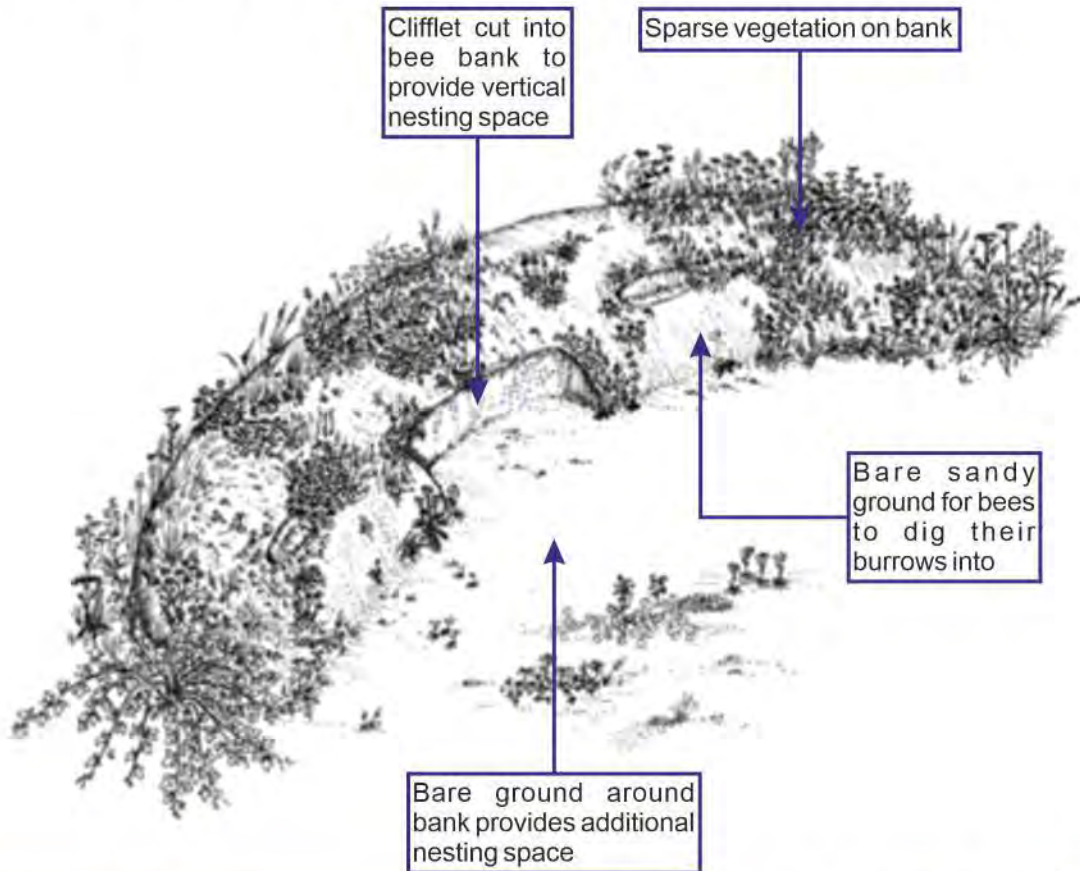 Clifflet cut into
bee bank to
provide vertical
nesting space
Sparse vegetation on bank
Bare sandy
ground for bees
to dig their
burrows into
Bare ground around
bank provides additional
nesting space